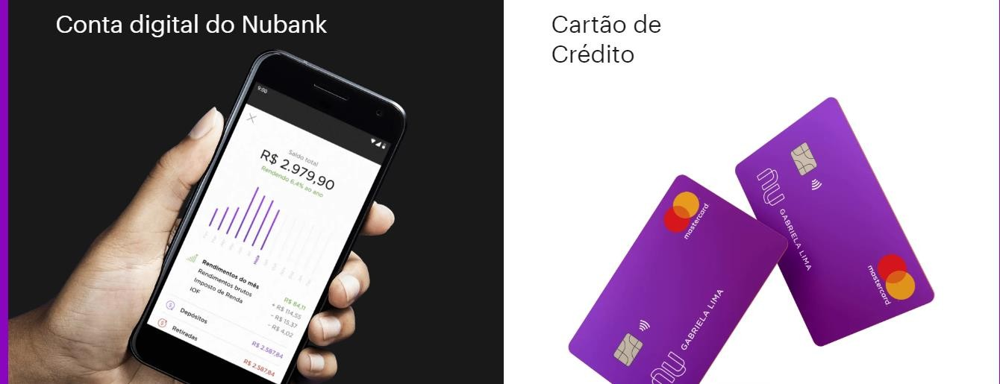 Conta digital do Nubank
9:00
Saldo total
R$ 2.979,90
Rendendo 6,4% ao ano
Hoje
Rendimentos do mês
R$ 84,11
Rendimentos brutos
+ R$ 114,55
Imposto de Renda
- R$ 15,37
IOF
- R$ 4,02
Depósitos
R$ 2.587,84
Retiradas
R$ 2.587,84
Cartão de
Crédito
mastercard
nu
GABRIELA LIMA
nu
GABRIELA LIMA
mastercard